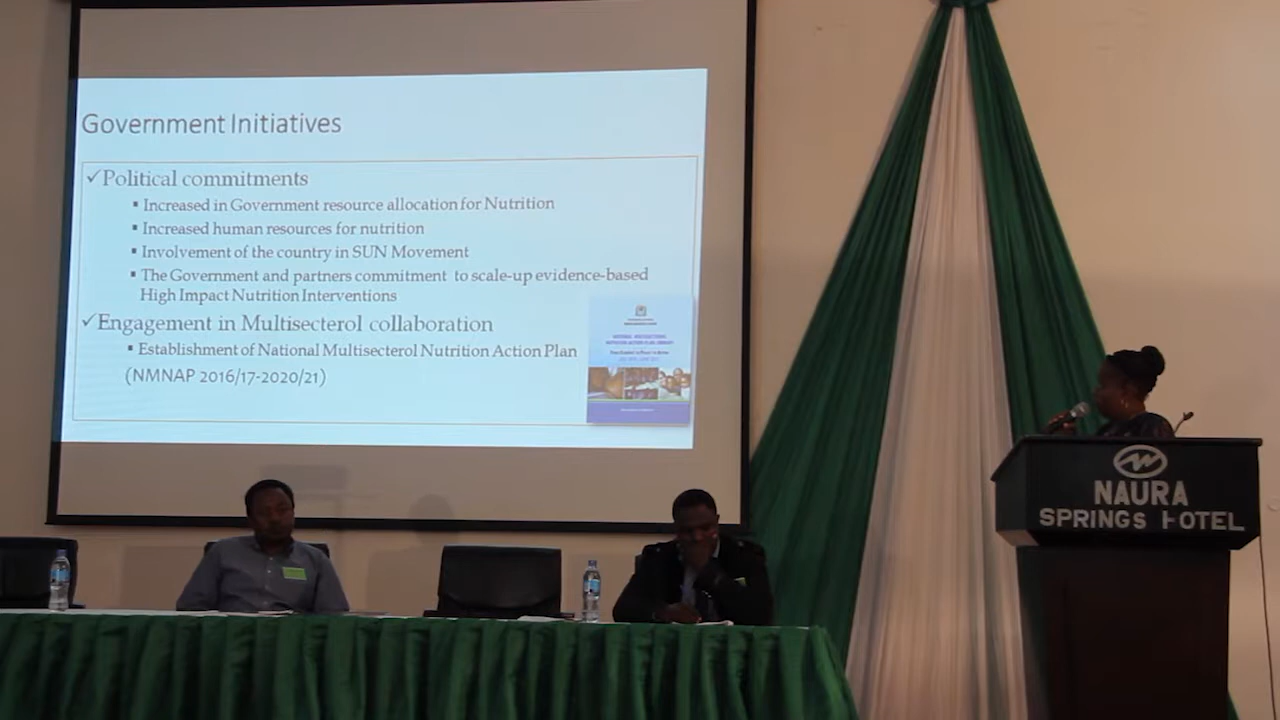 Government Initiatives
✓Political commitments
▪ Increased in Government resource allocation for Nutrition
▪ Increased human resources for nutrition
▪ Involvement of the country in SUN Movement
▪ The Government and partners commitment to scale-up evidence-based
High Impact Nutrition Interventions
✓Engagement in Multisecterol collaboration
▪ Establishment of National Multisecterol Nutrition Action Plan
(NMNAP 2016/17-2020/21)
NAURA
SPRINGS HOTEL